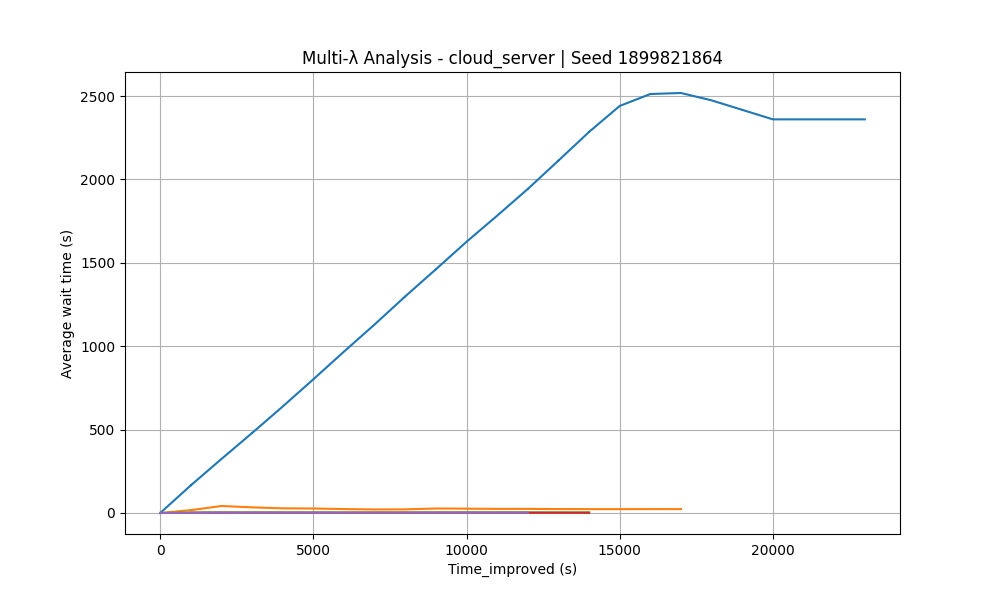 Multi-λ Analysis - cloud_server | Seed 1899821864
2500
2000
1500
1000
500
0
Average wait time (s)
0 5000 10000 15000 20000
Time_improved (s)